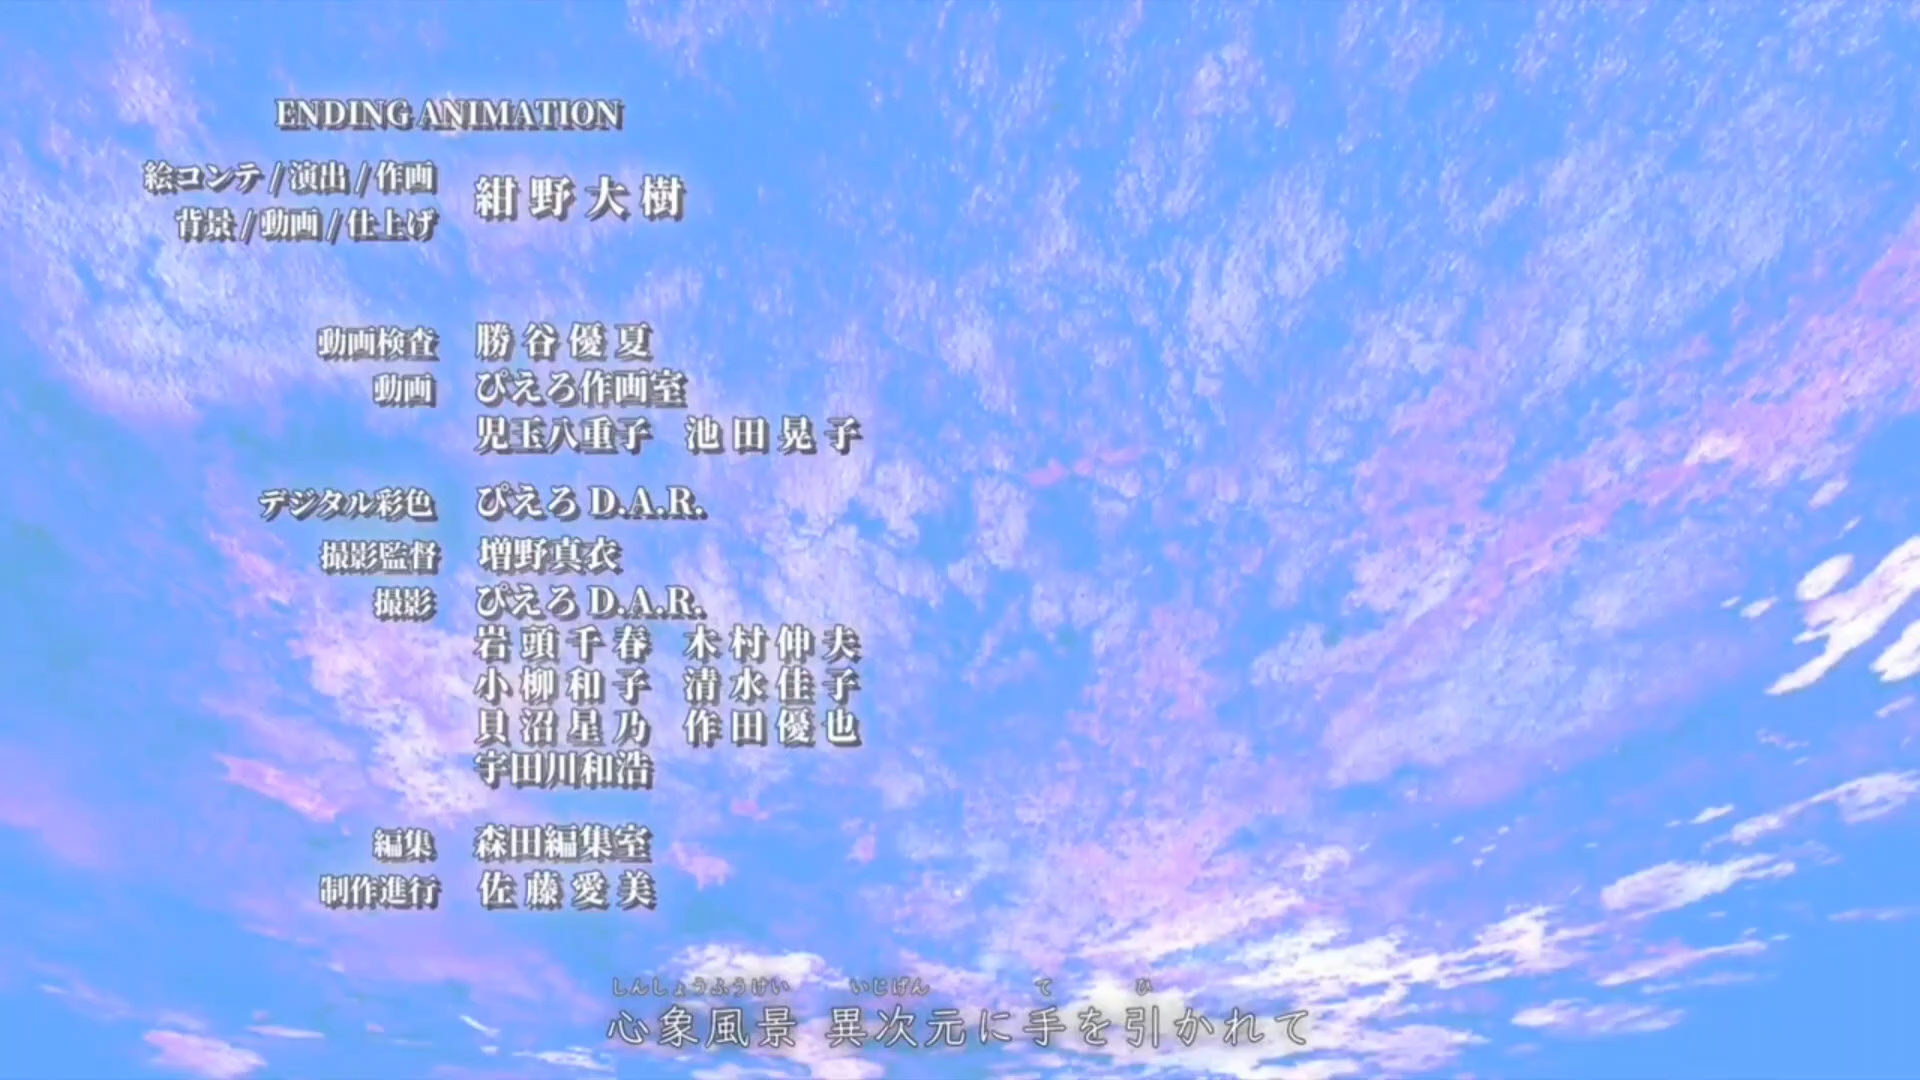 ENDING ANIMATION
絵コンテ / 演出 / 作画
背景 / 動画 / 仕上げ
紺野大樹
動画検査 勝谷優夏
動画 ぴえろ作画室
児玉八重子 池田晃子
デジタル彩色 ぴえろ D.A.R.
撮影監督 増野真衣
撮影 ぴえろ D.A.R.
岩頭千春 木村伸夫
小柳和子 清水佳子
貝沼星乃 作田優也
宇田川和浩
編集 森田編集室
制作進行 佐藤愛美
しんしょうふうけい いじげん て ひ
心象風景 異次元に手を引かれて